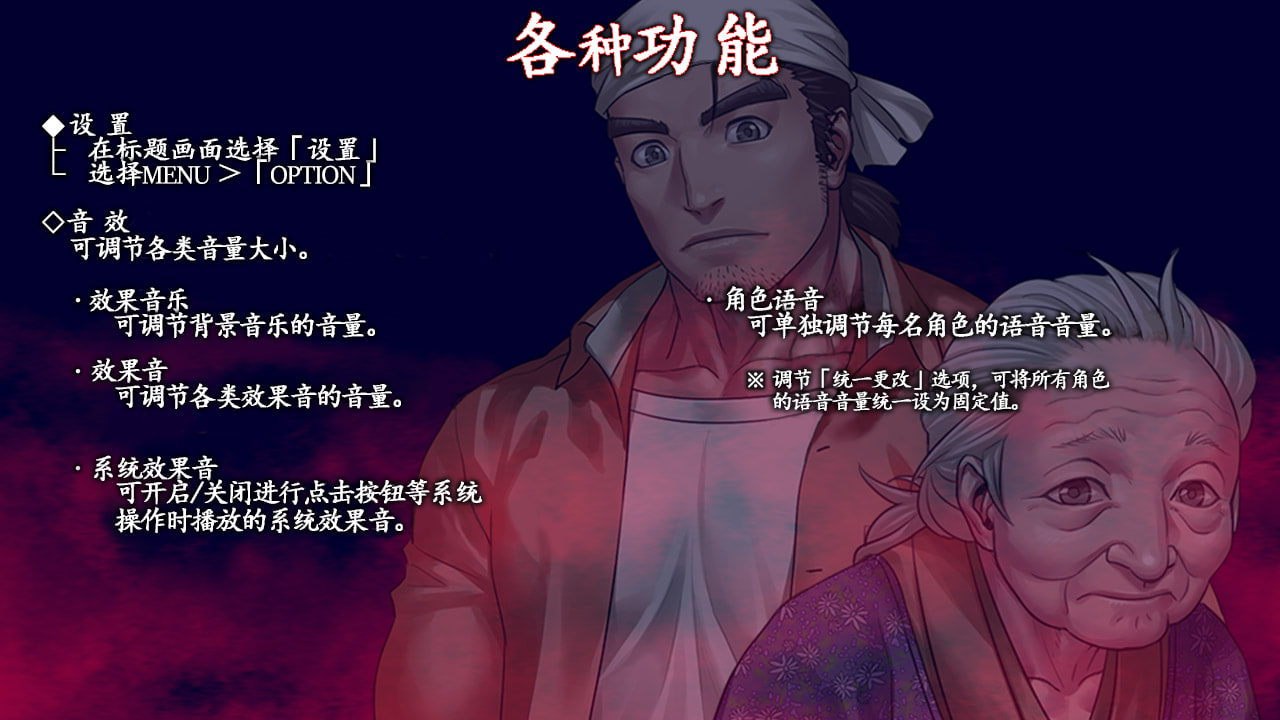 各种功能
◆设 置
在标题画面选择「设置」
选择MENU ＞「OPTION」
◇音 效
可调节各类音量大小。
·效果音乐
可调节背景音乐的音量。
·效果音
可调节各类效果音的音量。
·系统效果音
可开启/关闭进行点击按钮等系统
操作时播放的系统效果音。
·角色语音
可单独调节每名角色的语音音量。
※ 调节「统一更改」选项，可将所有角色
的语音音量统一设为固定值。